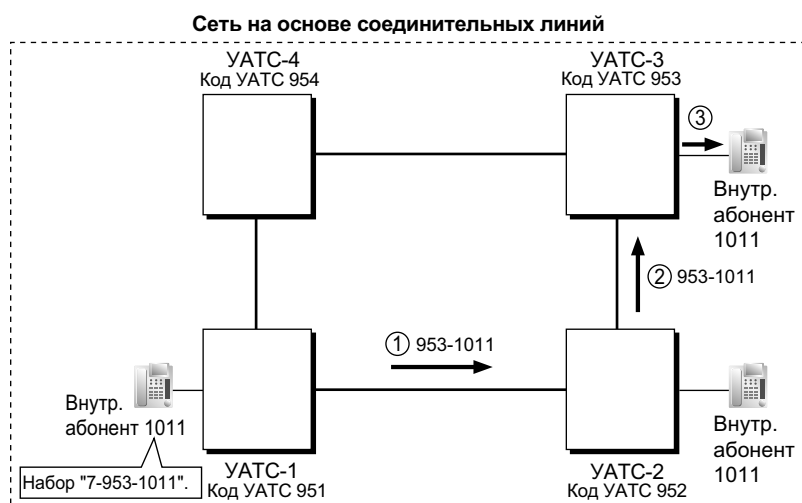 Сеть на основе соединительных линий
УАТС-4
Код УАТС 954
УАТС-3
Код УАТС 953
3
Внутр.
абонент
1011
2 953-1011
1 953-1011
Внутр.
абонент 1011
Внутр.
абонент
1011
Набор "7-953-1011".
УАТС-1
Код УАТС 951
УАТС-2
Код УАТС 952